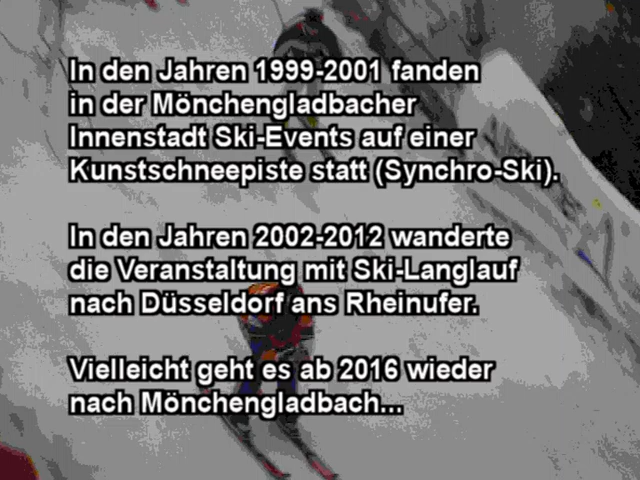 In den Jahren 1999-2001 fanden
in der Mönchengladbacher
Innenstadt Ski-Events auf einer
Kunstschneepiste statt (Synchro-Ski).
In den Jahren 2002-2012 wanderte
die Veranstaltung mit Ski-Langlauf
nach Düsseldorf ans Rheinufer.
Vielleicht geht es ab 2016 wieder
nach Mönchengladbach...